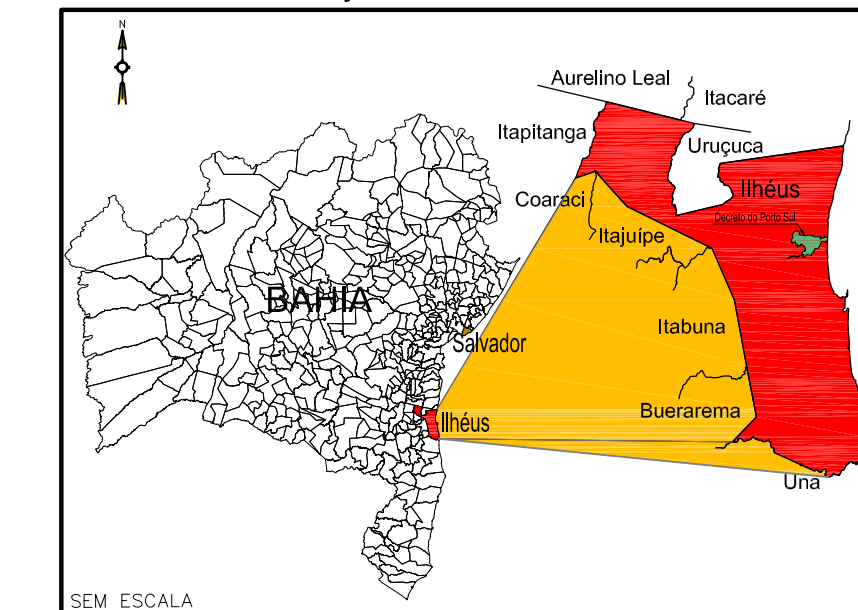 N
Aurelino Leal
Itacaré
Itapitanga
Uruçuca
Ilhéus
Coaraci
Decreto do Porto Sul
Itajuípe
BAHIA
Itabuna
Salvador
Buerarema
Ilhéus
Una
SEM ESCALA